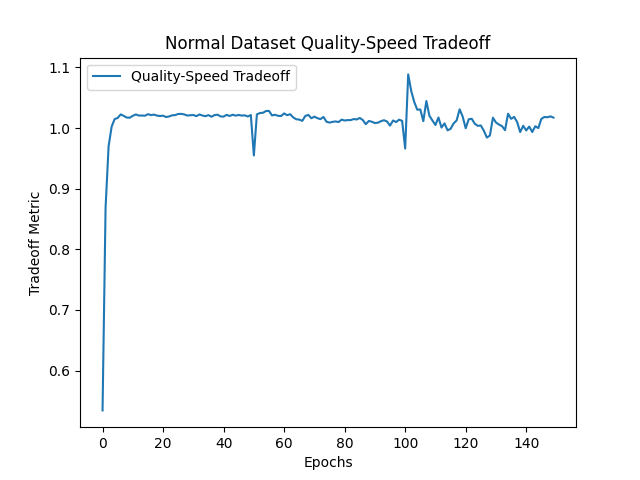 Normal Dataset Quality-Speed Tradeoff
Quality-Speed Tradeoff
1.1
1.0
0.9
0.8
0.7
0.6
Tradeoff Metric
0 20 40 60 80 100 120 140
Epochs